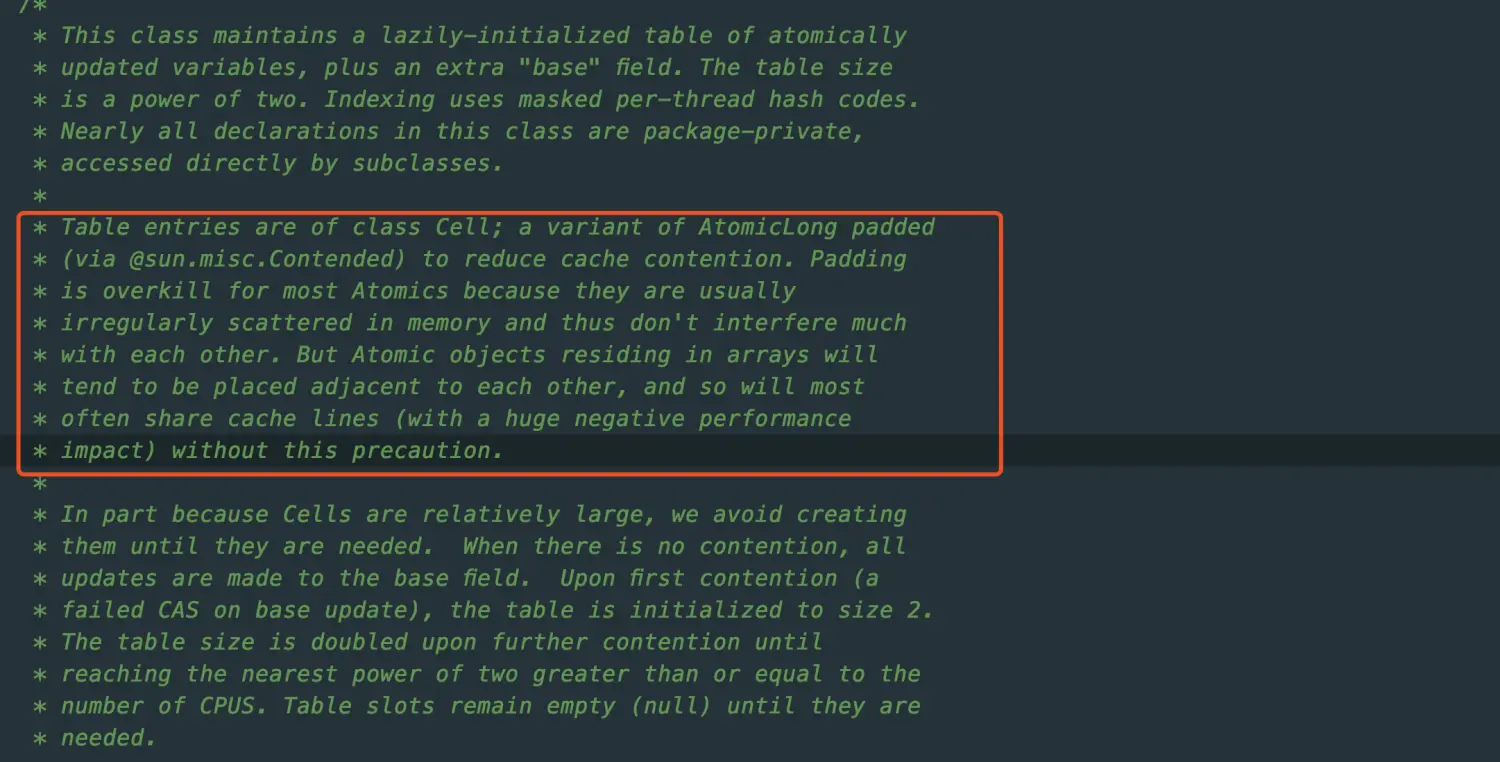 /*
* This class maintains a lazily-initialized table of atomically
* updated variables, plus an extra "base" field. The table size
* is a power of two. Indexing uses masked per-thread hash codes.
* Nearly all declarations in this class are package-private,
* accessed directly by subclasses.
*
* Table entries are of class Cell; a variant of AtomicLong padded
* (via @sun.misc.Contended) to reduce cache contention. Padding
* is overkill for most Atomics because they are usually
* irregularly scattered in memory and thus don't interfere much
* with each other. But Atomic objects residing in arrays will
* tend to be placed adjacent to each other, and so will most
* often share cache lines (with a huge negative performance
* impact) without this precaution.
*
* In part because Cells are relatively large, we avoid creating
* them until they are needed.  When there is no contention, all
* updates are made to the base field.  Upon first contention (a
* failed CAS on base update), the table is initialized to size 2.
* The table size is doubled upon further contention until
* reaching the nearest power of two greater than or equal to the
* number of CPUS. Table slots remain empty (null) until they are
* needed.